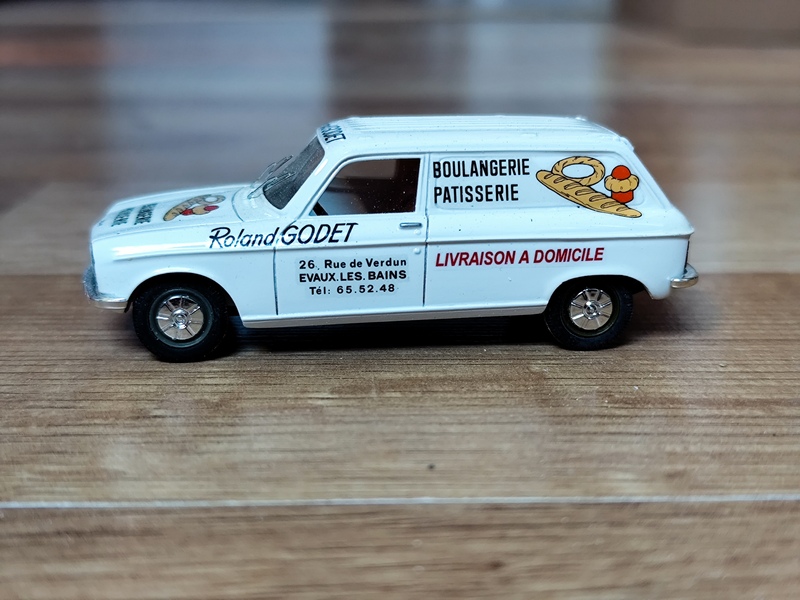 BOULANGERIE
PATISSERIE
Roland GODET
LIVRAISON A DOMICILE
26, Rue de Verdun
EVAUX.LES.BAINS
Tél: 65.52.48